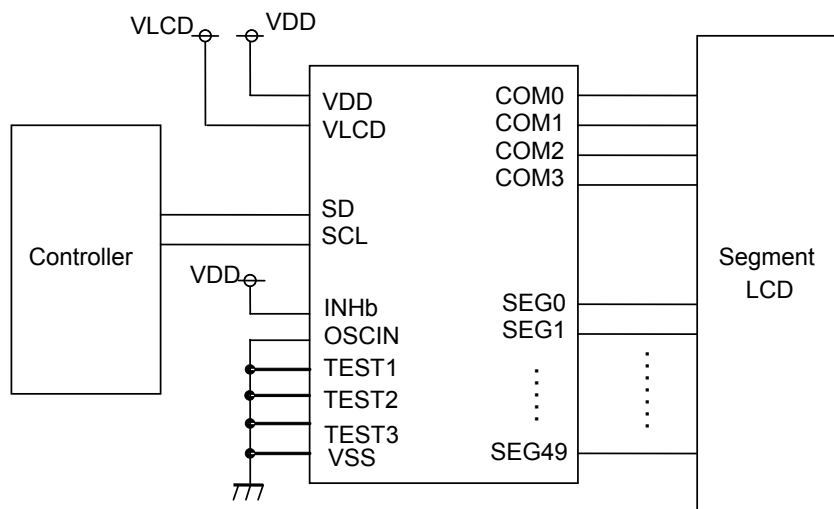 VLCD
VDD
VDD
VLCD
SD
SCL
VDD
INHb
OSCIN
TEST1
TEST2
TEST3
VSS
COM0
COM1
COM2
COM3
SEG0
SEG1
SEG49
Controller
Segment
LCD